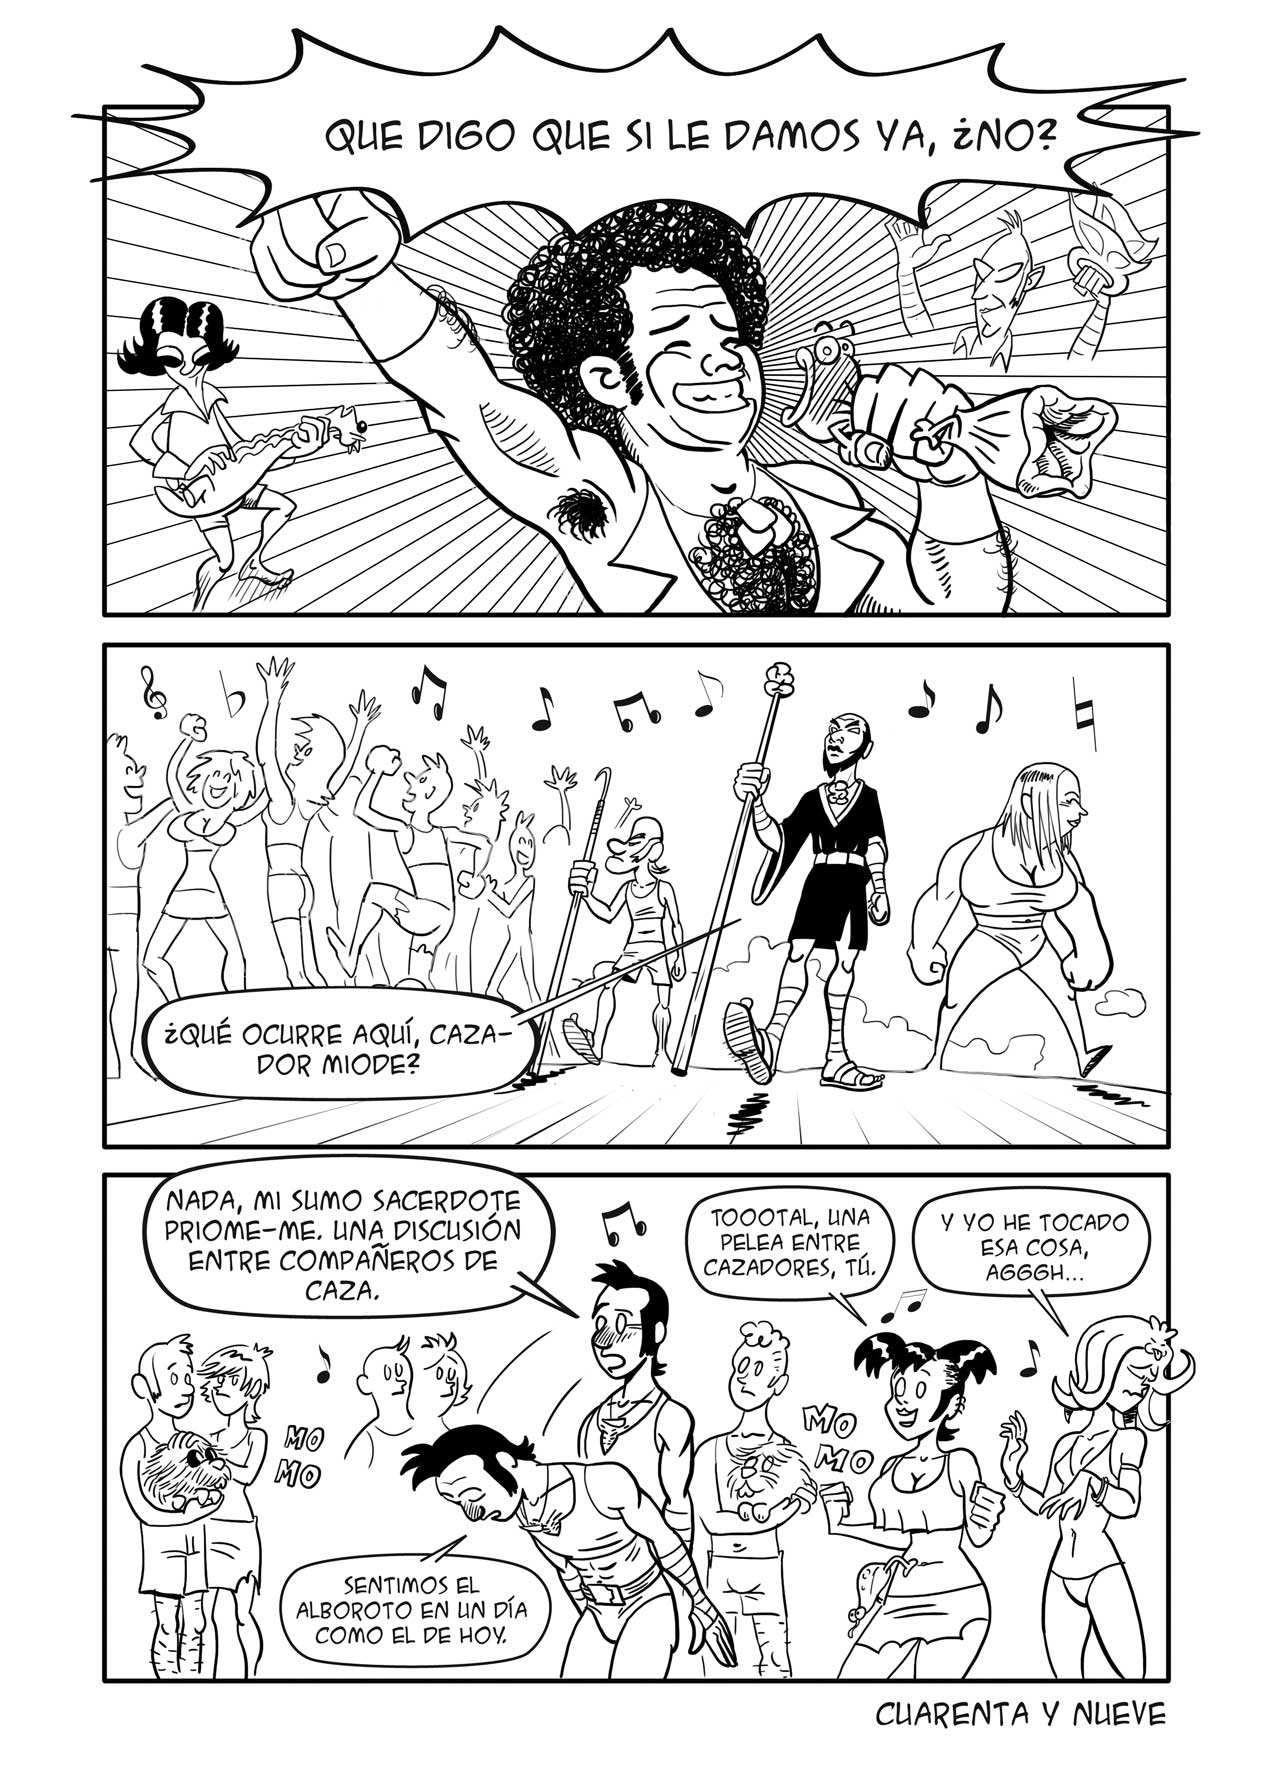 QUE DIGO QUE SI LE DAMOS YA, ¿NO?
¿QUÉ OCURRE AQUÍ, CAZA-
DOR MIODE?
NADA, MI SUMO SACERDOTE
PRIOME-ME. UNA DISCUSIÓN
ENTRE COMPAÑEROS DE
CAZA.
TOOOTAL, UNA
PELEA ENTRE
CAZADORES, TÚ.
Y YO HE TOCADO
ESA COSA,
AGGGH...
MO
MO
MO
MO
SENTIMOS EL
ALBOROTO EN UN DÍA
COMO EL DE HOY.
CUARENTA Y NUEVE